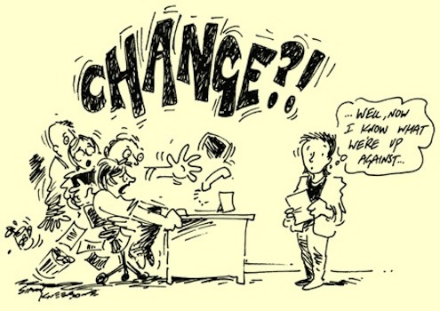 CHANGE?!
...WELL, NOW
I KNOW WHAT
WE'RE UP
AGAINST...